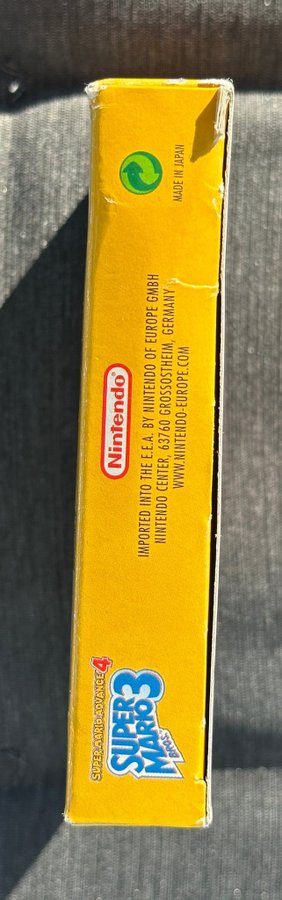 SUPER MARIO ADVANCE 4
SUPER
MARIO 3
BROS.
Nintendo®
IMPORTED INTO THE E.E.A. BY NINTENDO OF EUROPE GMBH
NINTENDO CENTER, 63760 GROSSOSTHEIM, GERMANY
WWW.NINTENDO-EUROPE.COM
MADE IN JAPAN